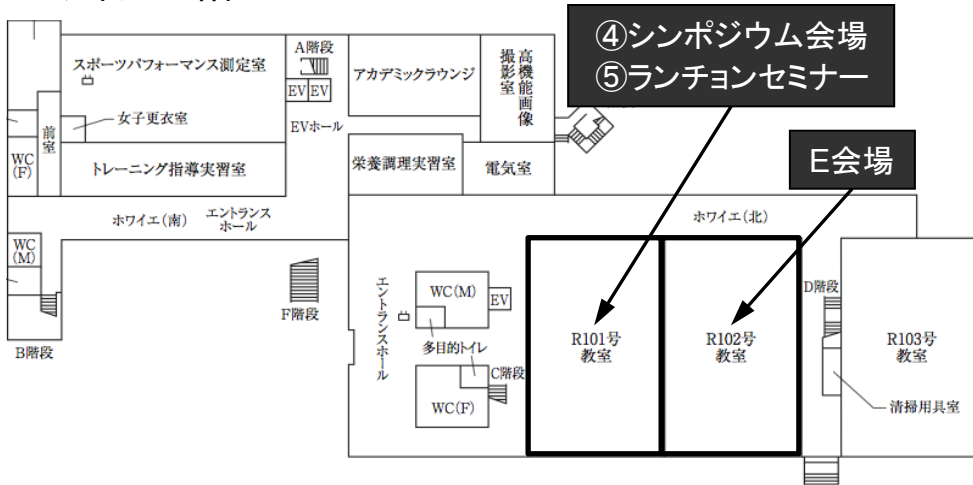 ④シンポジウム会場
⑤ランチョンセミナー
E会場
スポーツパフォーマンス測定室
女子更衣室
前室
WC
(F)
トレーニング指導実習室
A階段
EV
EV
EVホール
アカデミックラウンジ
高機能画像
撮影室
栄養調理実習室
電気室
ホワイエ(南)
エントランス
ホール
ホワイエ(北)
WC
(M)
B階段
F階段
エントランスホール
WC(M)
EV
多目的トイレ
C階段
WC(F)
R101号
教室
R102号
教室
D階段
R103号
教室
清掃用具室